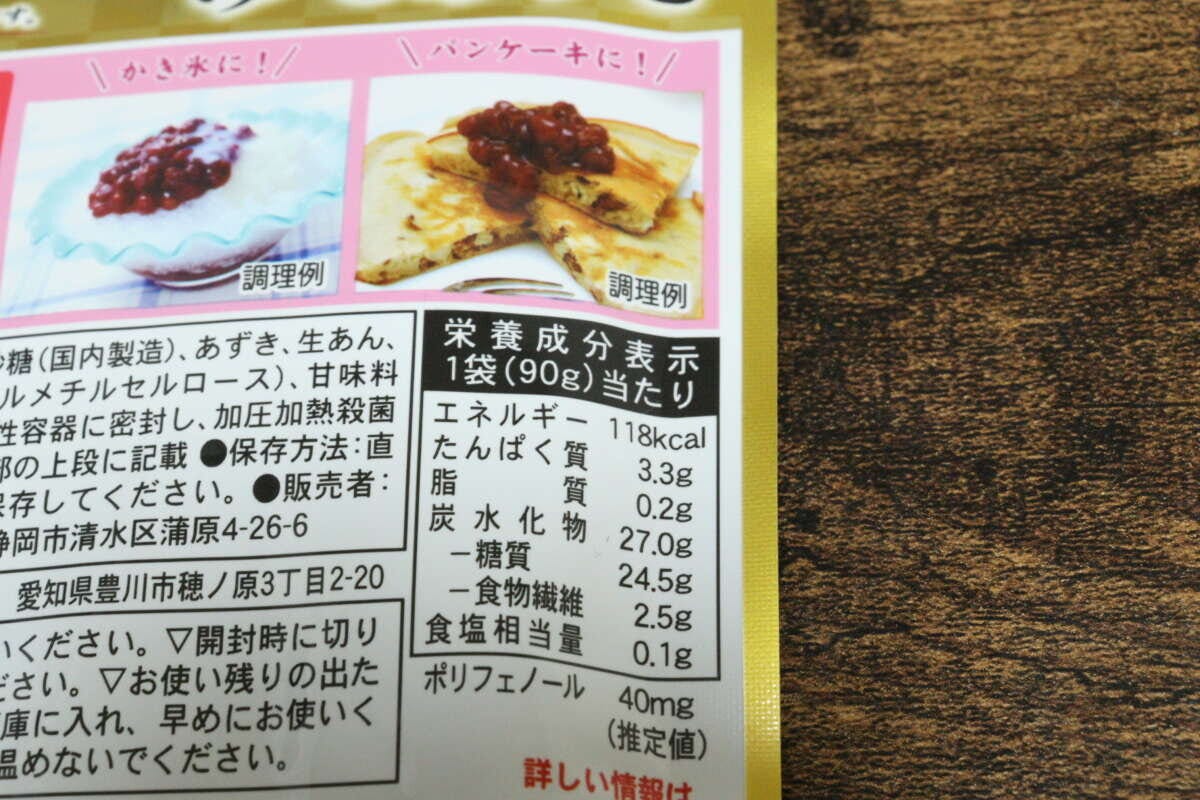 す。
かき氷に!
パンケーキに!
調理例
調理例
糖(国内製造)、あずき、生あん、
ルメチルセルロース)、甘味料
性容器に密封し、加圧加熱殺菌
部の上段に記載 ●保存方法:直
保存してください。●販売者:
静岡市清水区蒲原4-26-6
愛知県豊川市穂ノ原3丁目2-20
いください。▽開封時に切り
ださい。▽お使い残りの出た
庫に入れ、早めにお使いく
温めないでください。
栄養成分表示
1袋(90g)当たり
エネルギー 118kcal
たんぱく質 3.3g
脂質 0.2g
炭水化物 27.0g
−糖質 24.5g
−食物繊維 2.5g
食塩相当量 0.1g
ポリフェノール 40mg
(推定値)
詳しい情報は